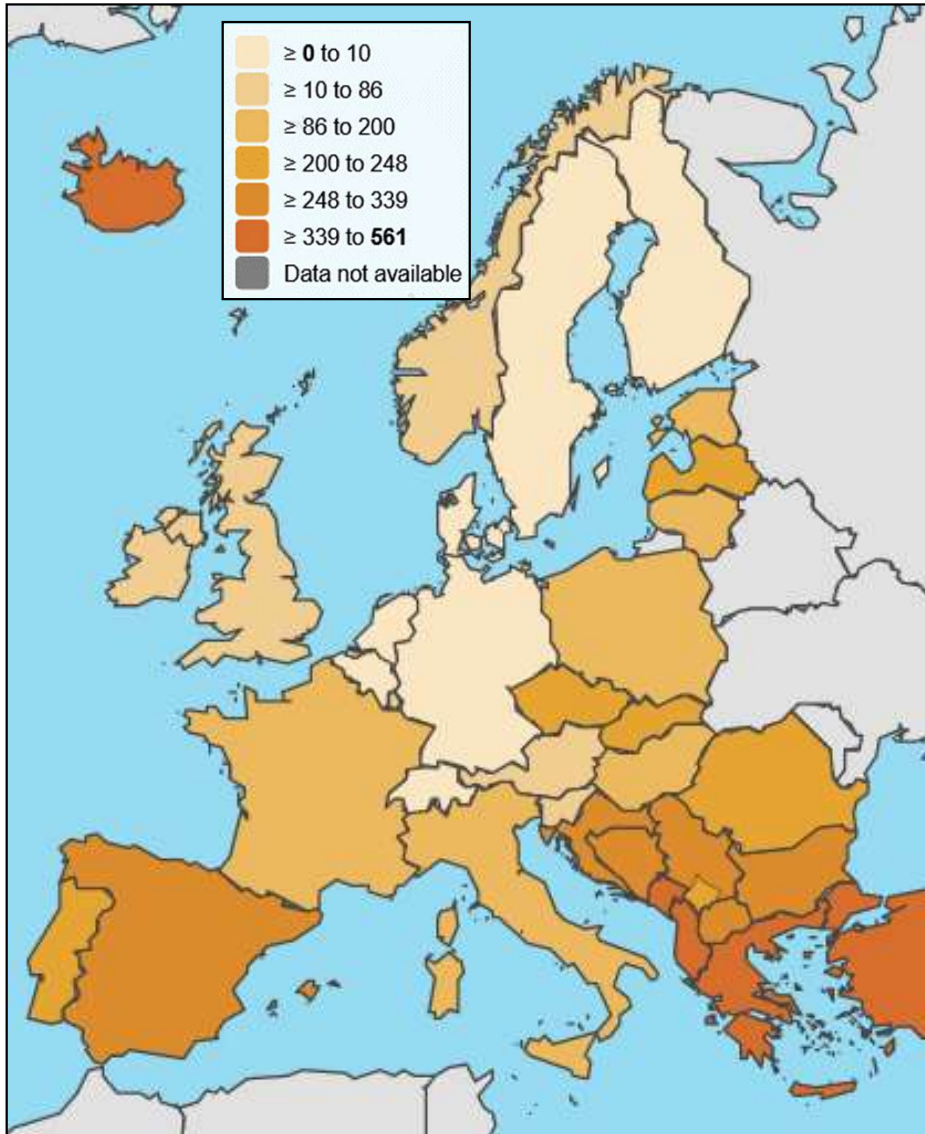 ≥ 0 to 10
≥ 10 to 86
≥ 86 to 200
≥ 200 to 248
≥ 248 to 339
≥ 339 to 561
Data not available